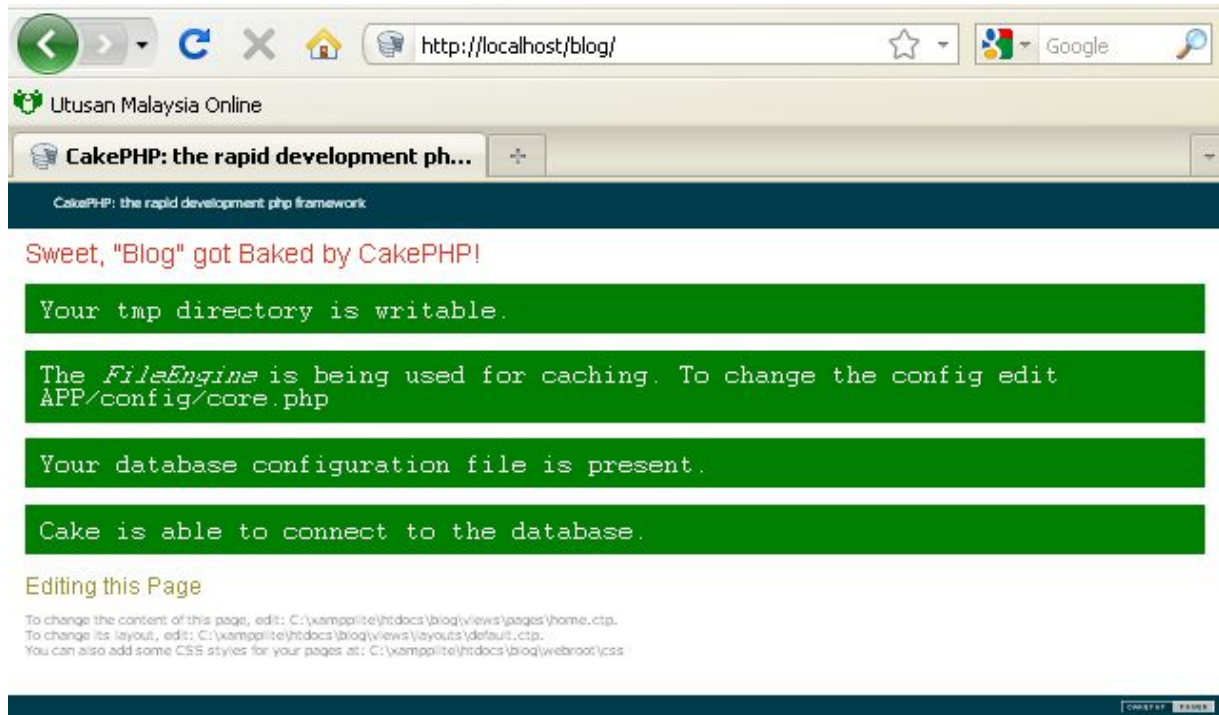 http://localhost/blog/
Google
Utusan Malaysia Online
CakePHP: the rapid development ph...
CakePHP: the rapid development php framework
Sweet, "Blog" got Baked by CakePHP!
Your tmp directory is writable.
The FileEngine is being used for caching. To change the config edit
APP/config/core.php
Your database configuration file is present.
Cake is able to connect to the database.
Editing this Page
To change the content of this page, edit: C:\xampplite\htdocs\blog\views\pages\home.ctp.
To change its layout, edit: C:\xampplite\htdocs\blog\views\layouts\default.ctp.
You can also add some CSS styles for your pages at: C:\xampplite\htdocs\blog\webroot\css
CAKEPHP POWER